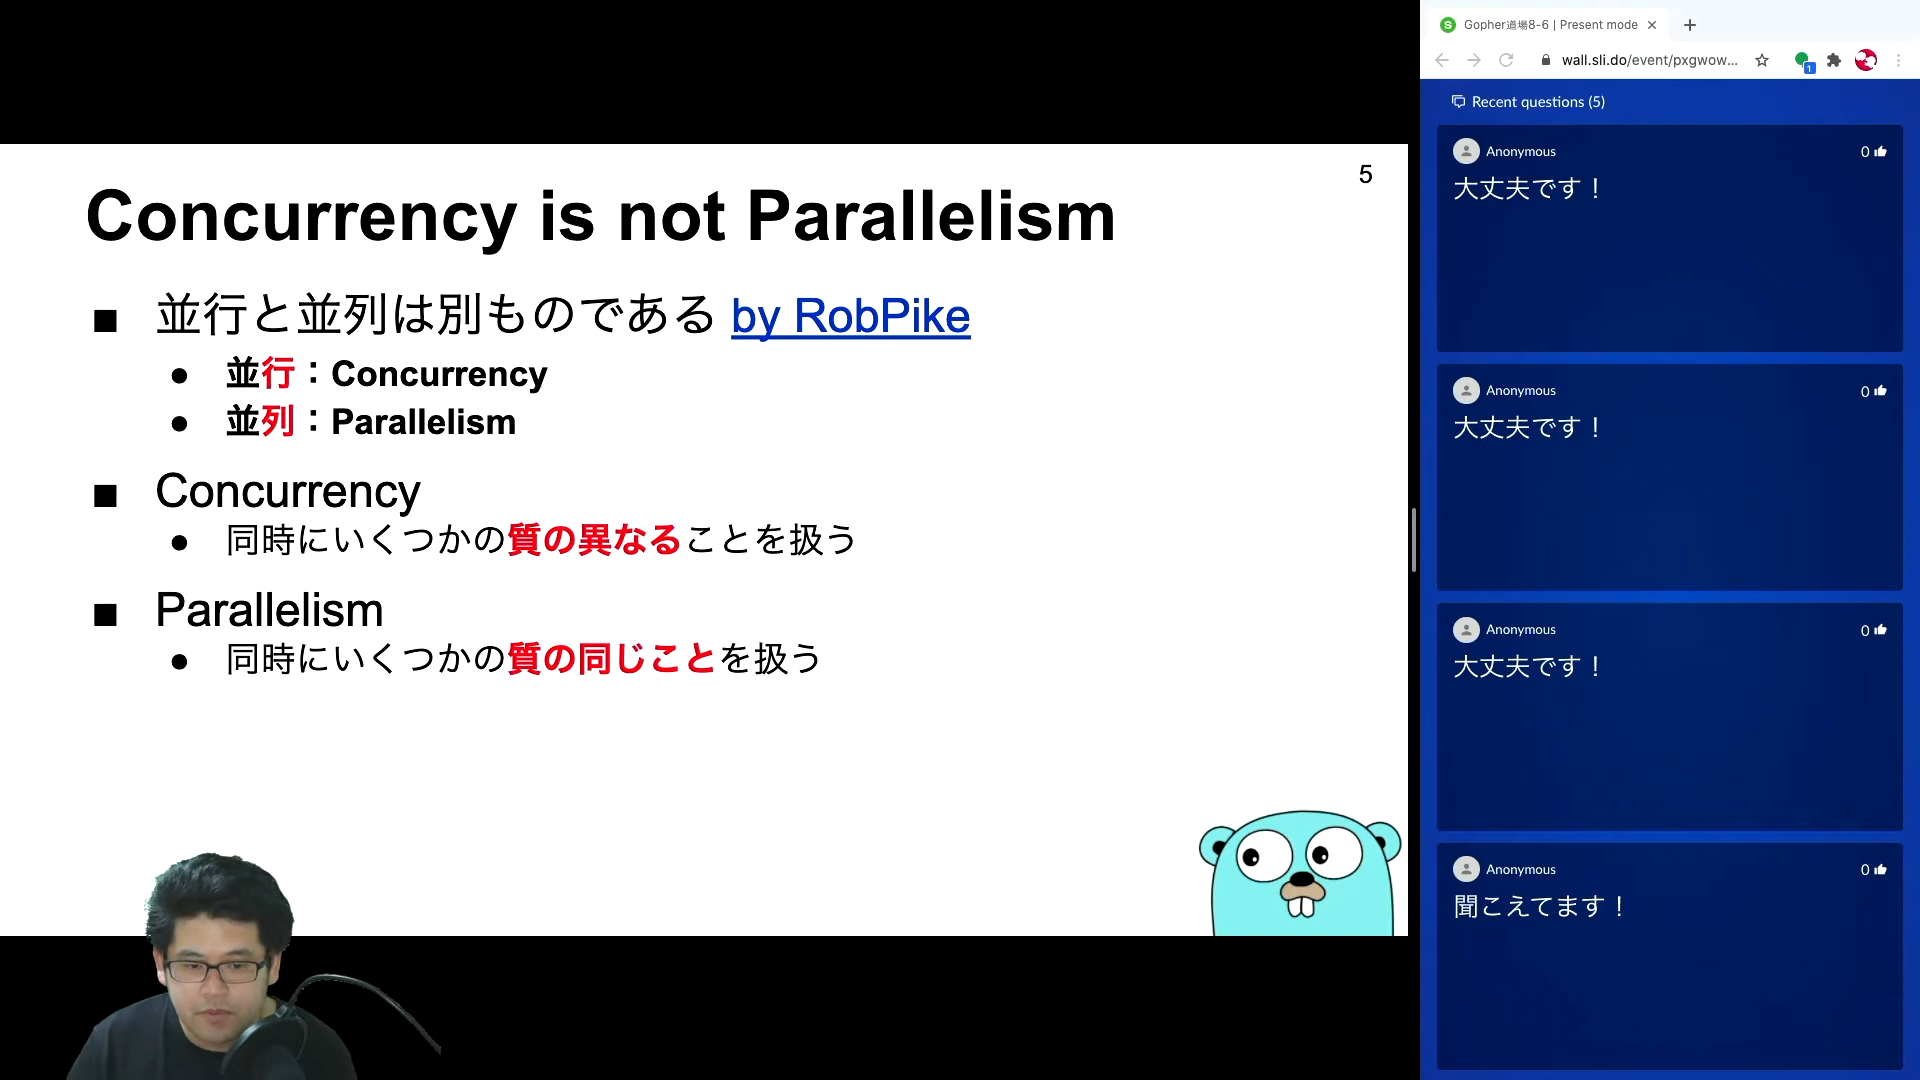 5
Concurrency is not Parallelism
■ 並行と並列は別ものである by RobPike
● 並行：Concurrency
● 並列：Parallelism
■ Concurrency
● 同時にいくつかの質の異なることを扱う
■ Parallelism
● 同時にいくつかの質の同じことを扱う
Gopher道場8-6 | Present mode
wall.sli.do/event/pxgwow...
1
Recent questions (5)
Anonymous 0
大丈夫です！
Anonymous 0
大丈夫です！
Anonymous 0
大丈夫です！
Anonymous 0
聞こえてます！